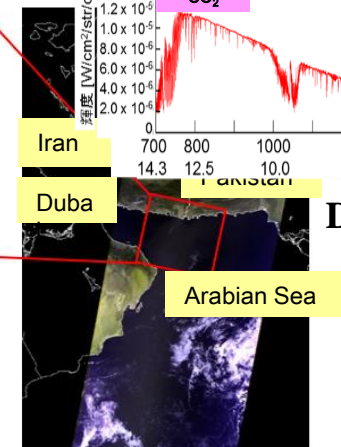 CO₂
1.2 x 10⁻⁵
1.0 x 10⁻⁵
8.0 x 10⁻⁶
6.0 x 10⁻⁶
4.0 x 10⁻⁶
2.0 x 10⁻⁶
0
輝度 [W/cm²/str/c
700 800 1000
14.3 12.5 10.0
Iran
Pakistan
Duba
D
Arabian Sea